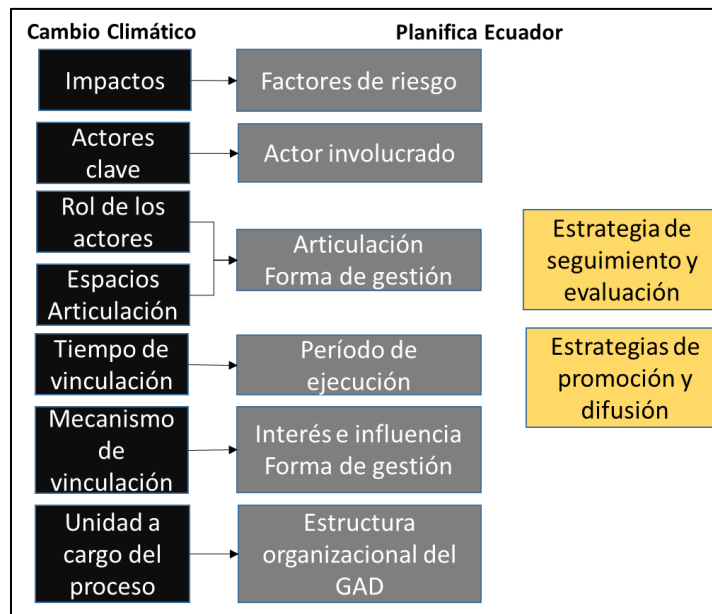 Cambio Climático
Planifica Ecuador
Impactos
Factores de riesgo
Actores
clave
Actor involucrado
Rol de los
actores
Espacios
Articulación
Articulación
Forma de gestión
Tiempo de
vinculación
Período de
ejecución
Mecanismo
de
vinculación
Interés e influencia
Forma de gestión
Unidad a
cargo del
proceso
Estructura
organizacional del
GAD
Estrategia de
seguimiento y
evaluación
Estrategias de
promoción y
difusión